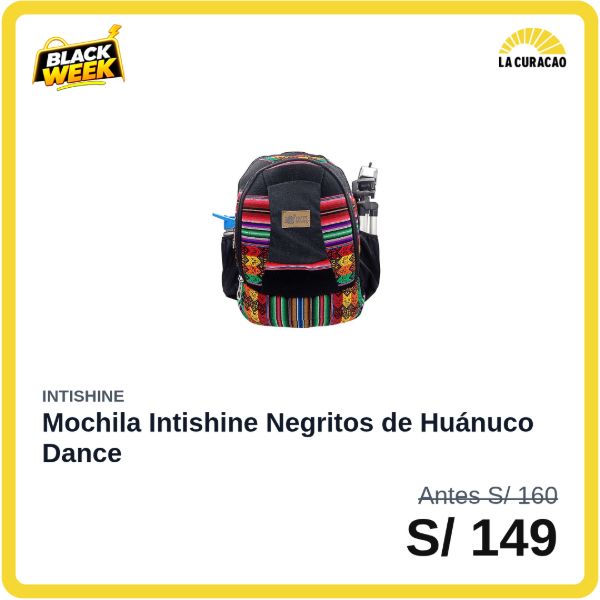 BLACK
WEEK
LA CURACAO
INTISHINE
Mochila Intishine Negritos de Huánuco
Dance
Antes S/ 160
S/ 149